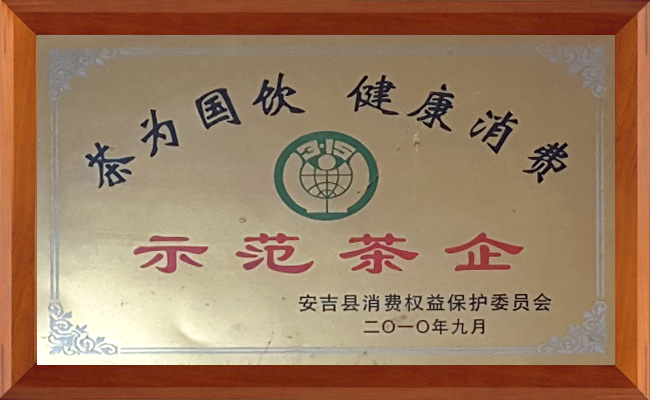 茶为国饮 健康消费
示范茶企
安吉县消费权益保护委员会
二〇一〇年九月